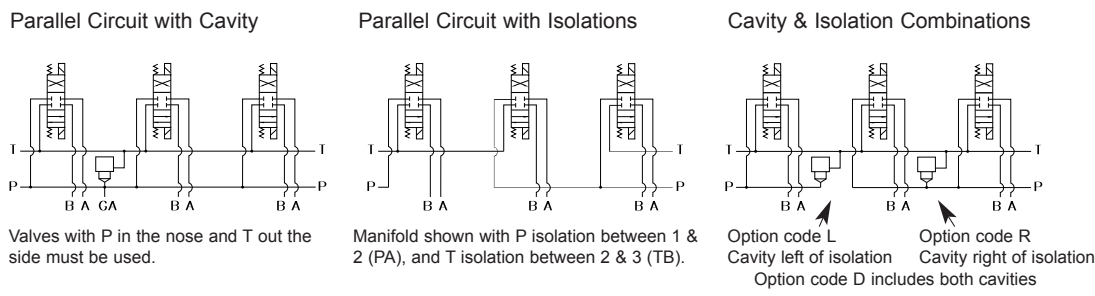 Parallel Circuit with Cavity
Parallel Circuit with Isolations
Cavity & Isolation Combinations
T T
P P
B A GA B A B A
Valves with P in the nose and T out the
side must be used.
T T
P P
B A B A B A
Manifold shown with P isolation between 1 &
2 (PA), and T isolation between 2 & 3 (TB).
T T
P P
B A B A B A
Option code L
Cavity left of isolation
Option code R
Cavity right of isolation
Option code D includes both cavities